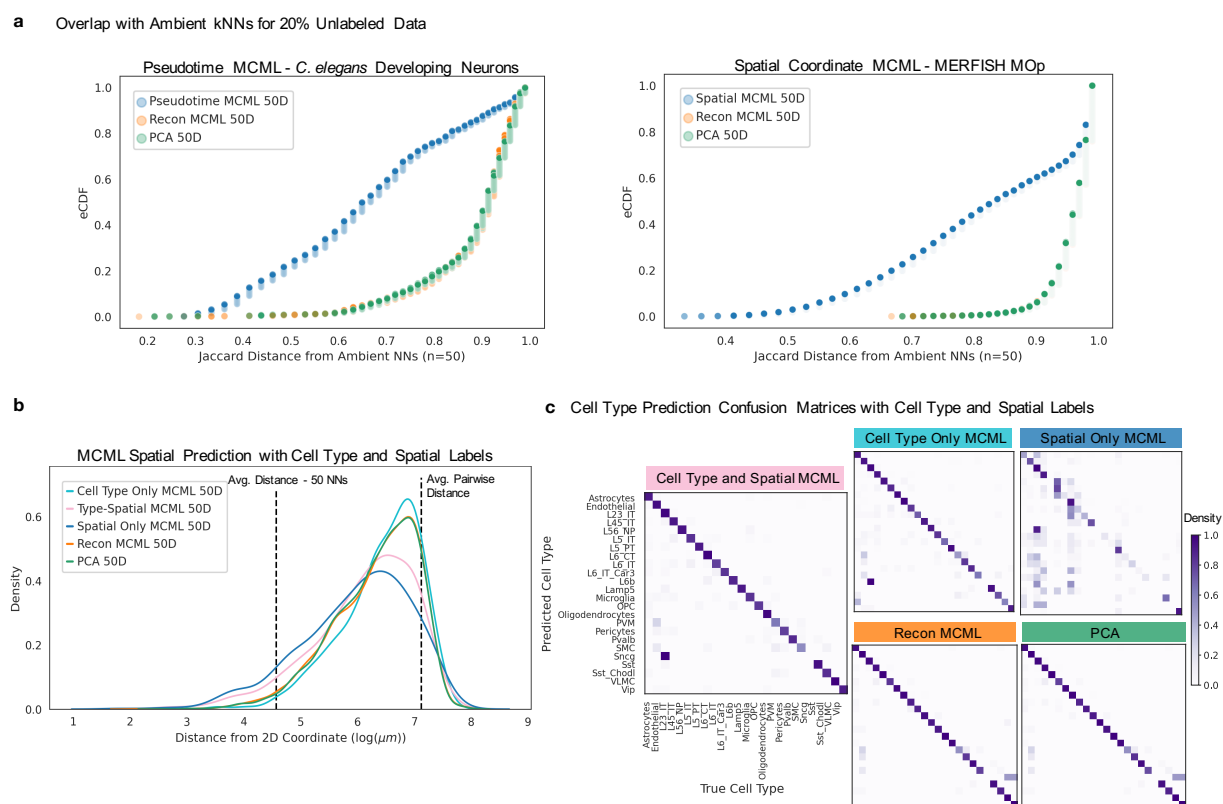 a Overlap with Ambient kNNs for 20% Unlabeled Data
Pseudotime MCML - C. elegans Developing Neurons
1.0
0.8
0.6
0.4
0.2
0.0
eCDF
Pseudotime MCML 50D
Recon MCML 50D
PCA 50D
0.2 0.3 0.4 0.5 0.6 0.7 0.8 0.9 1.0
Jaccard Distance from Ambient NNs (n=50)
Spatial Coordinate MCML - MERFISH MOp
1.0
0.8
0.6
0.4
0.2
0.0
eCDF
Spatial MCML 50D
Recon MCML 50D
PCA 50D
0.4 0.5 0.6 0.7 0.8 0.9 1.0
Jaccard Distance from Ambient NNs (n=50)
b
MCML Spatial Prediction with Cell Type and Spatial Labels
Cell Type Only MCML 50D
Type-Spatial MCML 50D
Spatial Only MCML 50D
Recon MCML 50D
PCA 50D
Avg. Distance - 50 NNs
Avg. Pairwise
Distance
0.6
0.4
0.2
0.0
Density
1 2 3 4 5 6 7 8 9
Distance from 2D Coordinate (log(μm))
c Cell Type Prediction Confusion Matrices with Cell Type and Spatial Labels
Cell Type and Spatial MCML
Predicted Cell Type
Astrocytes
Endothelial
L23_IT
L45_IT
L56_NP
L5_IT
L5_PT
L6_CT
L6_IT
L6_IT_Car3
L6b
Lamp5
Microglia
OPC
Oligodendrocytes
PVM
Pericytes
Pvalb
SMC
Sncg
Sst
Sst_Chodl
VLMC
Vip
Astrocytes
Endothelial
L23_IT
L45_IT
L56_NP
L5_IT
L5_PT
L6_CT
L6_IT
L6_IT_Car3
L6b
Lamp5
Microglia
OPC
Oligodendrocytes
PVM
Pericytes
Pvalb
SMC
Sncg
Sst
Sst_Chodl
VLMC
Vip
True Cell Type
Cell Type Only MCML
Spatial Only MCML
Recon MCML
PCA
Density
1.0
0.8
0.6
0.4
0.2
0.0